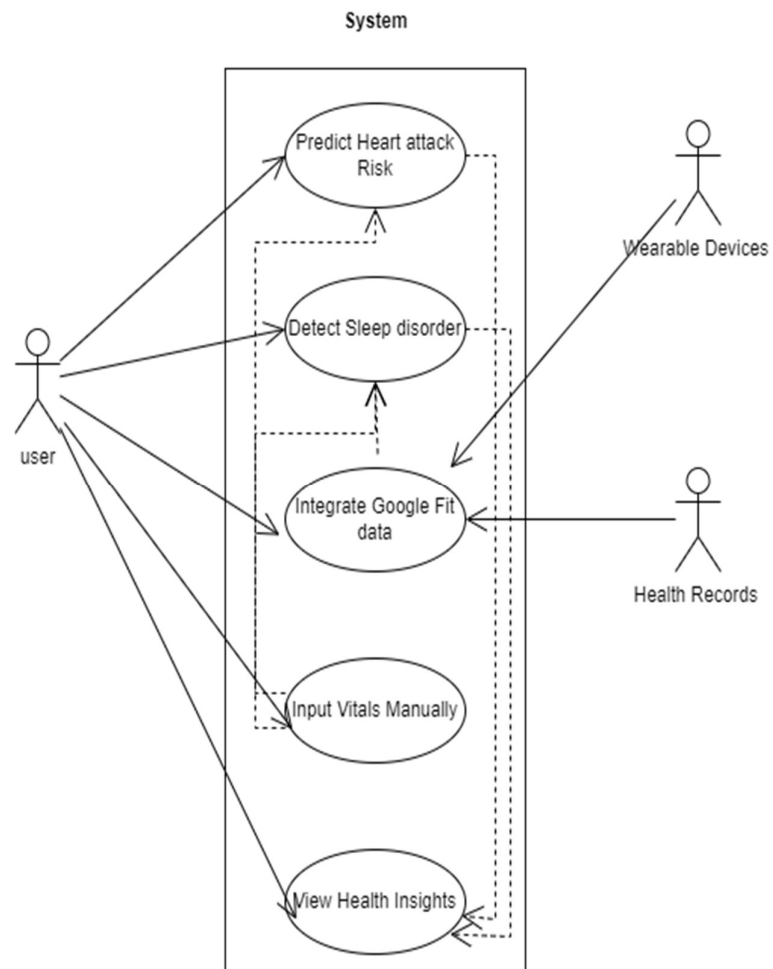 System
Predict Heart attack
Risk
Wearable Devices
Detect Sleep disorder
user
Integrate Google Fit
data
Health Records
Input Vitals Manually
View Health Insights